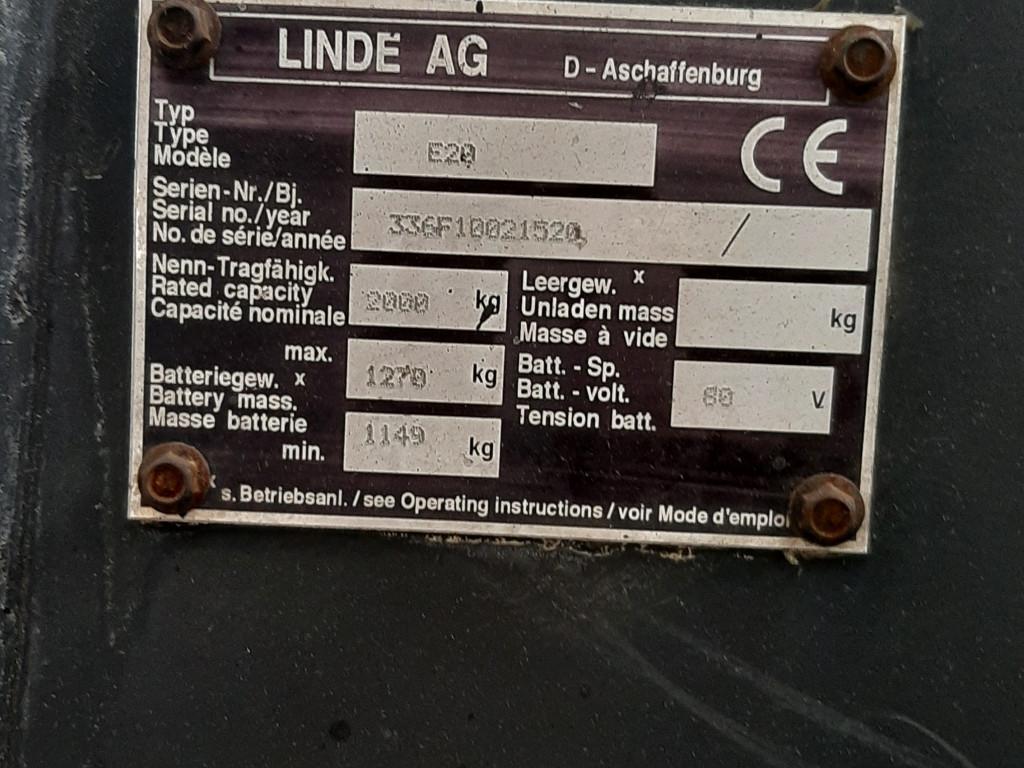 LINDE AG D - Aschaffenburg
Typ
Type
Modèle
E20
CE
Serien-Nr./Bj.
Serial no./year
No. de série/année
336F10021520 /
Nenn-Tragfähigk.
Rated capacity
Capacité nominale
2000 kg
Leergew. x
Unladen mass
Masse à vide
kg
max.
Batteriegew. x
Battery mass.
Masse batterie
min.
1270 kg
1149 kg
Batt. - Sp.
Batt. - volt.
Tension batt.
80 V
x s. Betriebsanl. / see Operating instructions / voir Mode d'emploi